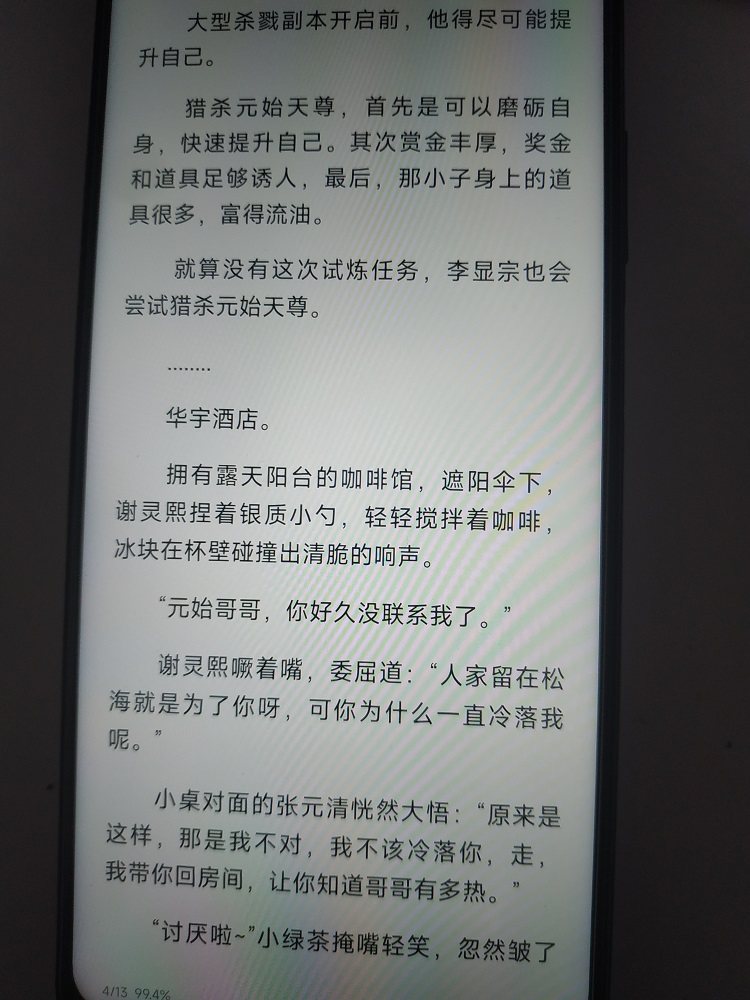 大型杀戮副本开启前，他得尽可能提
升自己。
猎杀元始天尊，首先是可以磨砺自
身，快速提升自己。其次赏金丰厚，奖金
和道具足够诱人，最后，那小子身上的道
具很多，富得流油。
就算没有这次试炼任务，李显宗也会
尝试猎杀元始天尊。
........
华宇酒店。
拥有露天阳台的咖啡馆，遮阳伞下，
谢灵熙捏着银质小勺，轻轻搅拌着咖啡，
冰块在杯壁碰撞出清脆的响声。
“元始哥哥，你好久没联系我了。”
谢灵熙噘着嘴，委屈道：“人家留在松
海就是为了你呀，可你为什么一直冷落我
呢。”
小桌对面的张元清恍然大悟：“原来是
这样，那是我不对，我不该冷落你，走，
我带你回房间，让你知道哥哥有多热。”
“讨厌啦~”小绿茶掩嘴轻笑，忽然皱了
4/13 99.4%